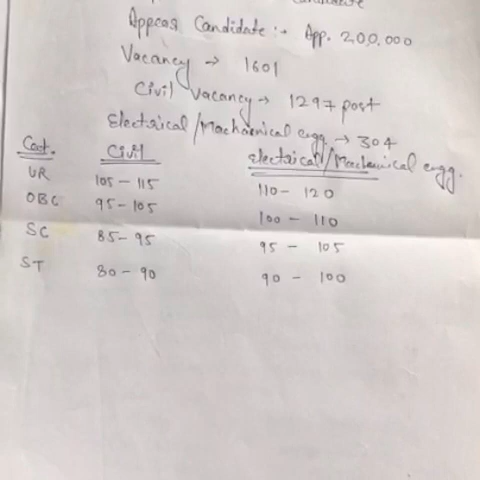 Candidate
Appear Candidate :- App. 200,000
Vacancy → 1601
Civil Vacancy → 1297 post
Electrical/Machanical engg. → 304
Cat. Civil Electrical/Mechanical engg.
UR 105 - 115 110 - 120
OBC 95 - 105 100 - 110
SC 85 - 95 95 - 105
ST 80 - 90 90 - 100